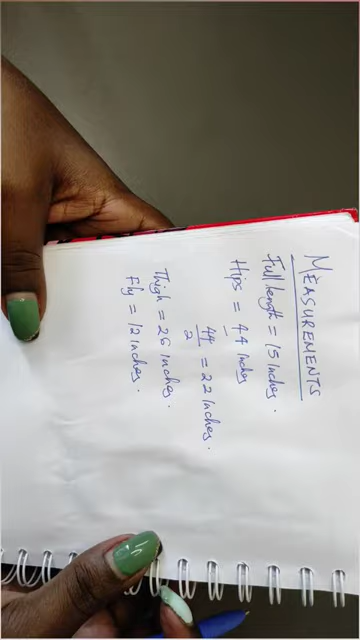 MEASUREMENTS
Full length = 15 inches.
Hips = 44 inches
44/2 = 22 inches.
Thigh = 26 inches.
Fly = 12 inches.